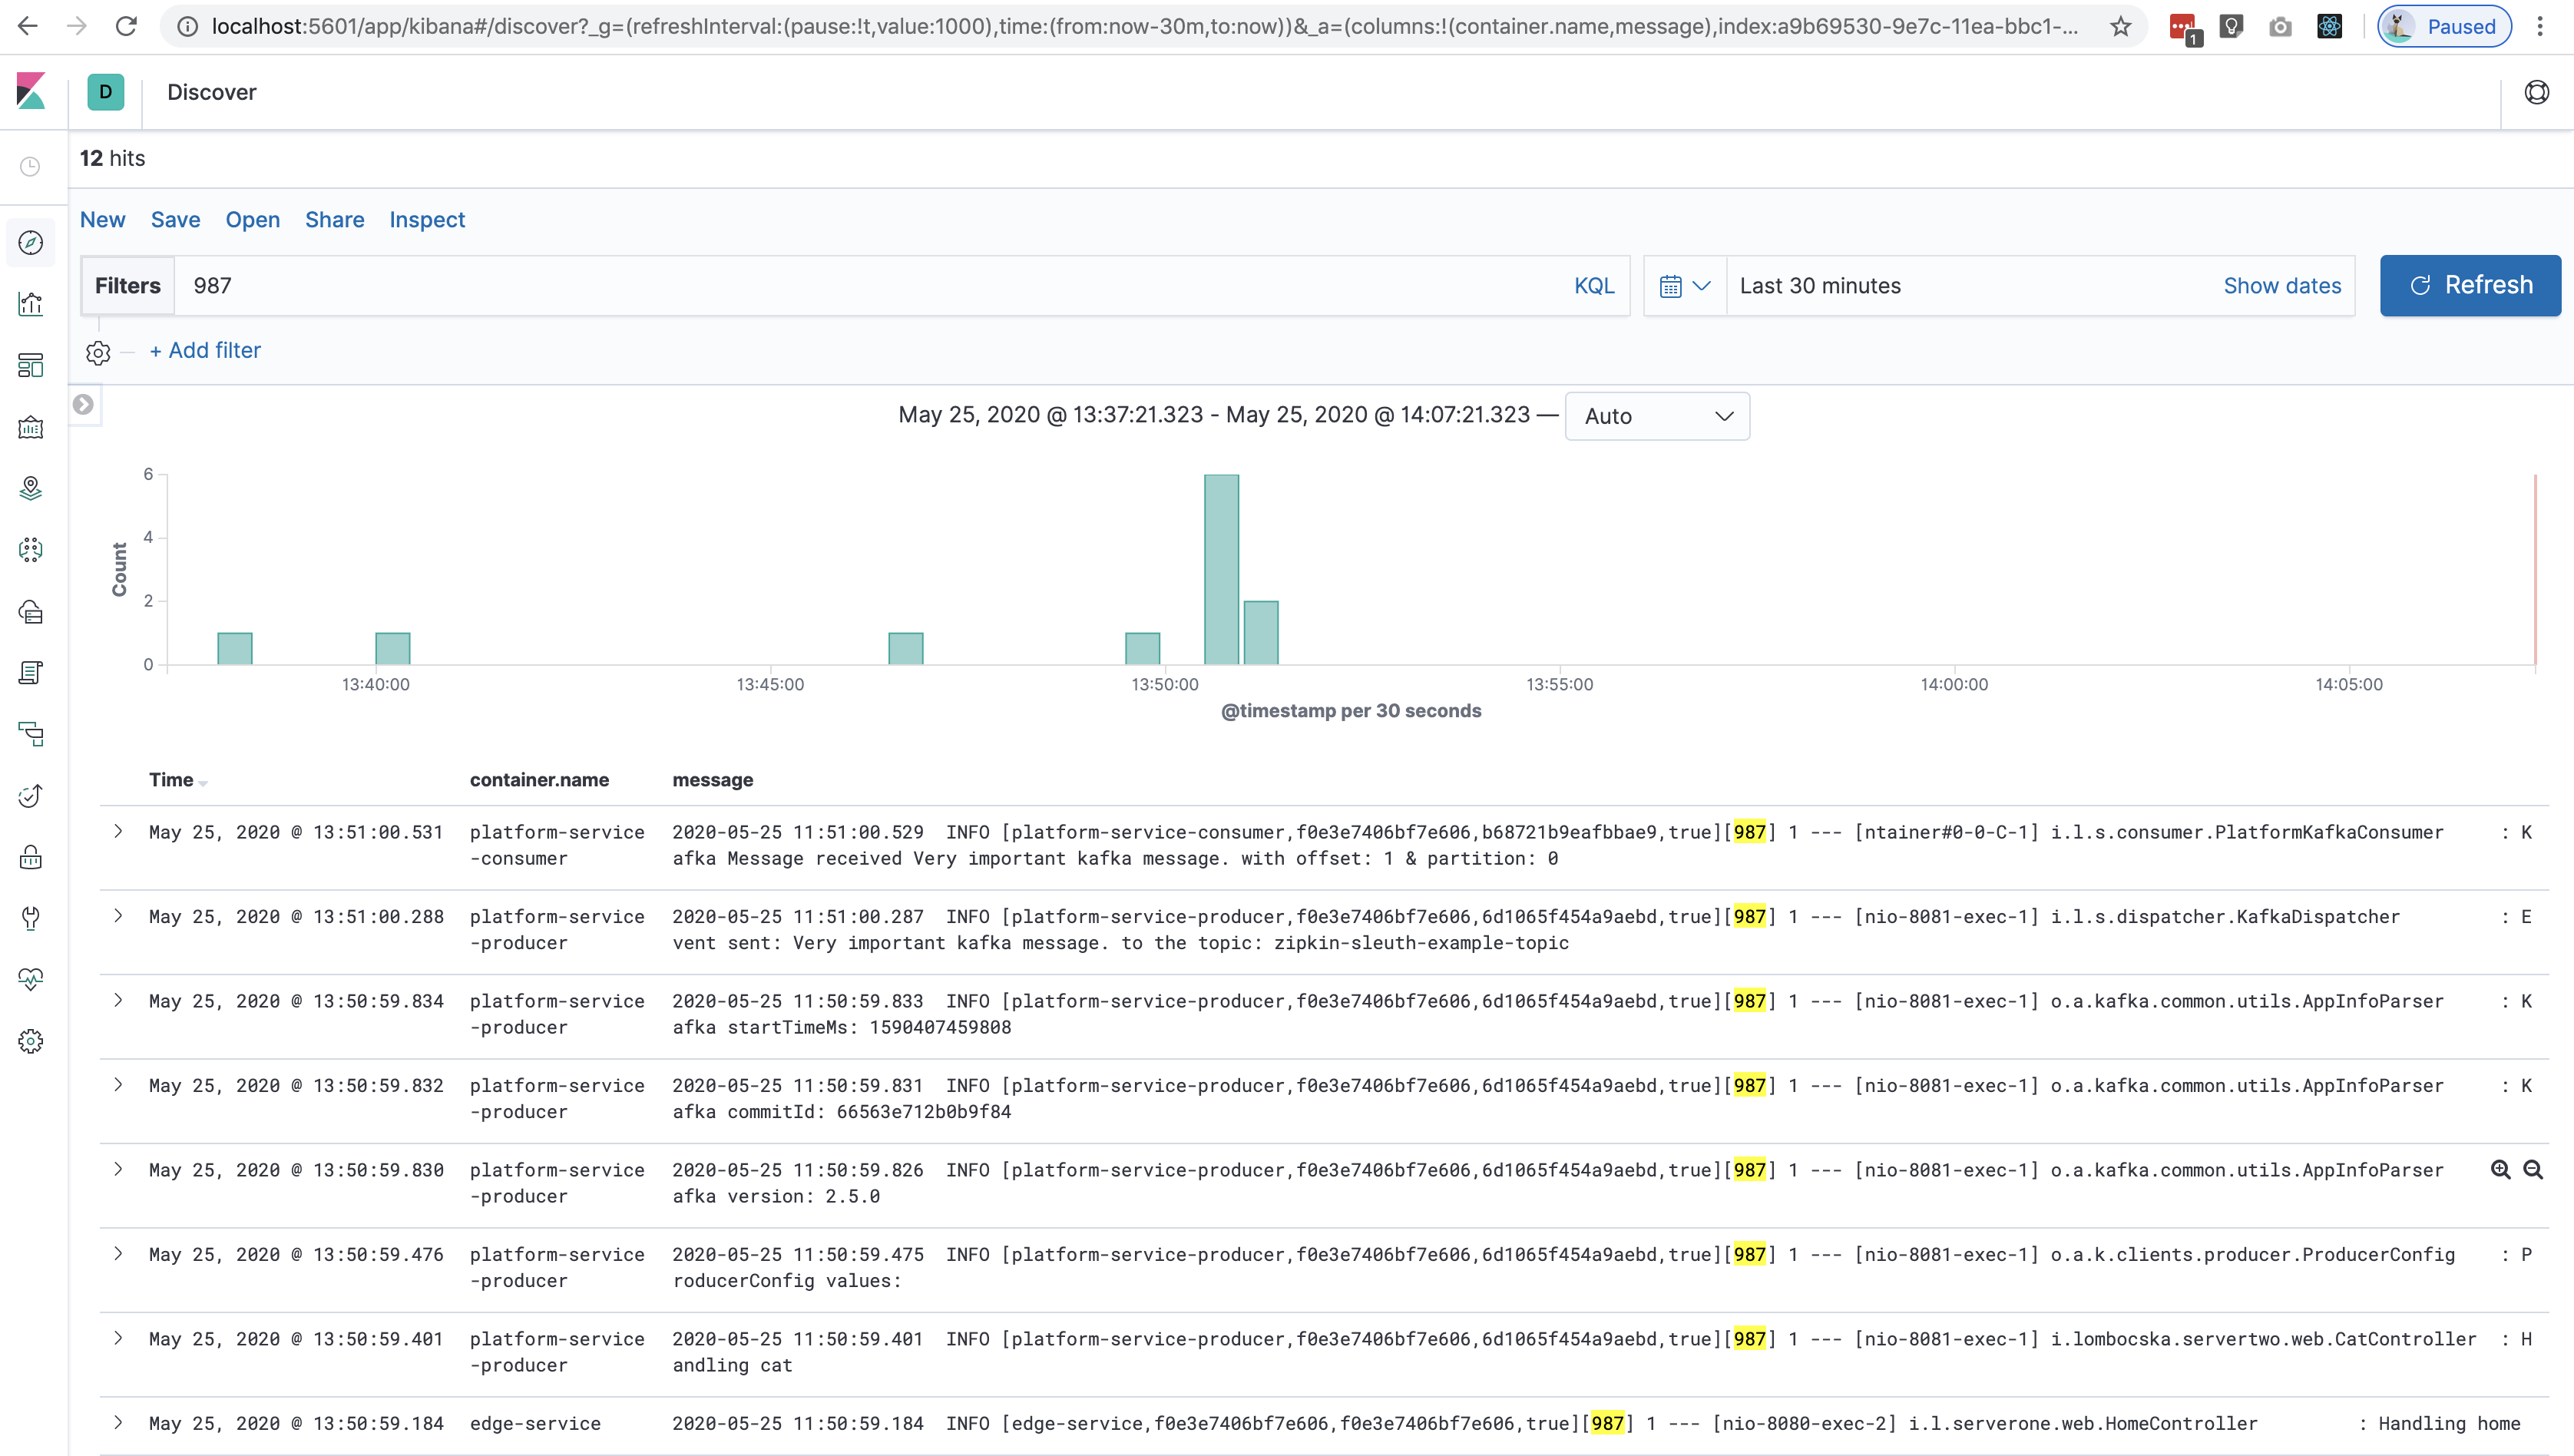 localhost:5601/app/kibana#/discover?_g=(refreshInterval:(pause:!t,value:1000),time:(from:now-30m,to:now))&_a=(columns:!(container.name,message),index:a9b69530-9e7c-11ea-bbc1-...
1
Paused
D
Discover
12 hits
New Save Open Share Inspect
Filters 987 KQL Last 30 minutes Show dates Refresh
+ Add filter
May 25, 2020 @ 13:37:21.323 - May 25, 2020 @ 14:07:21.323 — Auto
6
4
2
0
Count
13:40:00 13:45:00 13:50:00 13:55:00 14:00:00 14:05:00
@timestamp per 30 seconds
Time container.name message
May 25, 2020 @ 13:51:00.531 platform-service 2020-05-25 11:51:00.529 INFO [platform-service-consumer,f0e3e7406bf7e606,b68721b9eafbbae9,true][987] 1 --- [ntainer#0-0-C-1] i.l.s.consumer.PlatformKafkaConsumer : K
-consumer afka Message received Very important kafka message. with offset: 1 & partition: 0
May 25, 2020 @ 13:51:00.288 platform-service 2020-05-25 11:51:00.287 INFO [platform-service-producer,f0e3e7406bf7e606,6d1065f454a9aebd,true][987] 1 --- [nio-8081-exec-1] i.l.s.dispatcher.KafkaDispatcher : E
-producer vent sent: Very important kafka message. to the topic: zipkin-sleuth-example-topic
May 25, 2020 @ 13:50:59.834 platform-service 2020-05-25 11:50:59.833 INFO [platform-service-producer,f0e3e7406bf7e606,6d1065f454a9aebd,true][987] 1 --- [nio-8081-exec-1] o.a.kafka.common.utils.AppInfoParser : K
-producer afka startTimeMs: 1590407459808
May 25, 2020 @ 13:50:59.832 platform-service 2020-05-25 11:50:59.831 INFO [platform-service-producer,f0e3e7406bf7e606,6d1065f454a9aebd,true][987] 1 --- [nio-8081-exec-1] o.a.kafka.common.utils.AppInfoParser : K
-producer afka commitId: 66563e712b0b9f84
May 25, 2020 @ 13:50:59.830 platform-service 2020-05-25 11:50:59.826 INFO [platform-service-producer,f0e3e7406bf7e606,6d1065f454a9aebd,true][987] 1 --- [nio-8081-exec-1] o.a.kafka.common.utils.AppInfoParser
-producer afka version: 2.5.0
May 25, 2020 @ 13:50:59.476 platform-service 2020-05-25 11:50:59.475 INFO [platform-service-producer,f0e3e7406bf7e606,6d1065f454a9aebd,true][987] 1 --- [nio-8081-exec-1] o.a.k.clients.producer.ProducerConfig : P
-producer roducerConfig values:
May 25, 2020 @ 13:50:59.401 platform-service 2020-05-25 11:50:59.401 INFO [platform-service-producer,f0e3e7406bf7e606,6d1065f454a9aebd,true][987] 1 --- [nio-8081-exec-1] i.lombocska.servertwo.web.CatController : H
-producer andling cat
May 25, 2020 @ 13:50:59.184 edge-service 2020-05-25 11:50:59.184 INFO [edge-service,f0e3e7406bf7e606,f0e3e7406bf7e606,true][987] 1 --- [nio-8080-exec-2] i.l.serverone.web.HomeController : Handling home